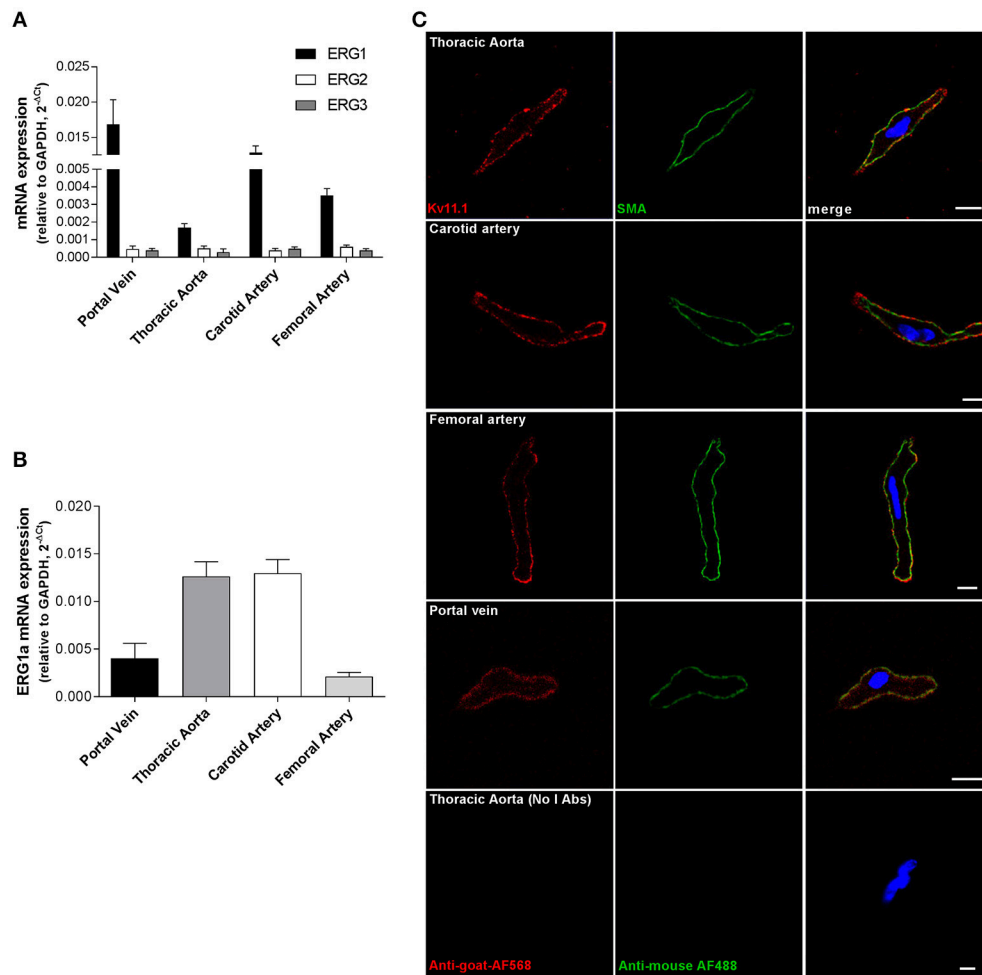 A
mRNA expression
(relative to GAPDH, 2^-ΔCt)
0.025
0.020
0.015
0.005
0.004
0.003
0.002
0.001
0.000
ERG1
ERG2
ERG3
Portal Vein
Thoracic Aorta
Carotid Artery
Femoral Artery
B
ERG1a mRNA expression
(relative to GAPDH, 2^-ΔCt)
0.020
0.015
0.010
0.005
0.000
Portal Vein
Thoracic Aorta
Carotid Artery
Femoral Artery
C
Thoracic Aorta
Kv11.1
SMA
merge
Carotid artery
Femoral artery
Portal vein
Thoracic Aorta (No I Abs)
Anti-goat-AF568
Anti-mouse AF488